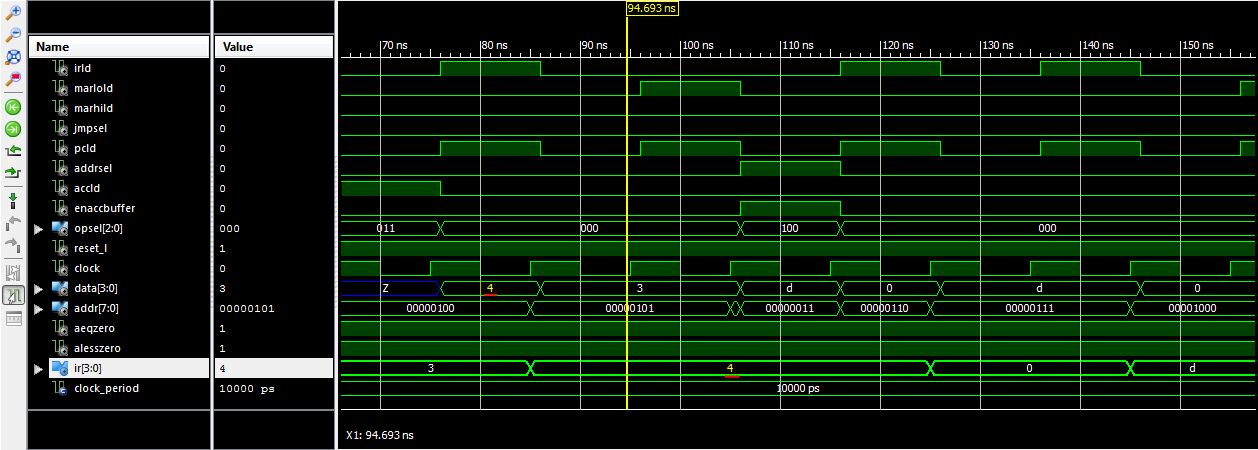 94.693 ns
Name Value 70 ns 80 ns 90 ns 100 ns 110 ns 120 ns 130 ns 140 ns 150 ns
irld 0
marlold 0
marhild 0
jmpsel 0
pcld 0
addrsel 0
accld 0
enaccbuffer 0
opsel[2:0] 000 011 000 100 000
reset_l 1
clock 0
data[3:0] 3 Z 4 3 d 0 d 0
addr[7:0] 00000101 00000100 00000101 00000011 00000110 00000111 00001000
aeqzero 1
alesszero 1
ir[3:0] 4 3 4 0 d
clock_period 10000 ps 10000 ps
X1: 94.693 ns